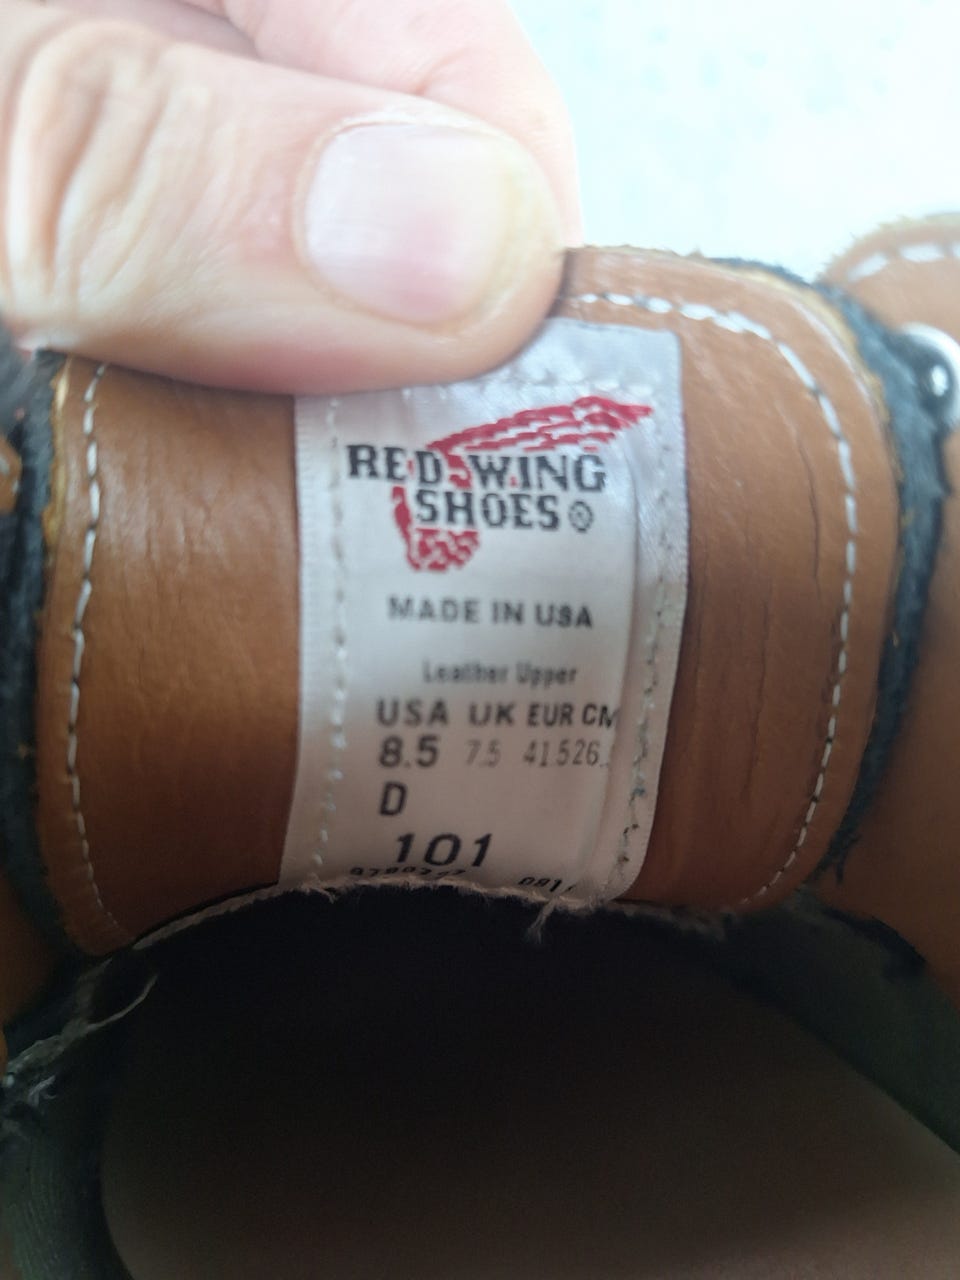 RED WING
SHOES®
MADE IN USA
Leather Upper
USA UK EUR CM
8.5 7.5 41.5 26.
D
101